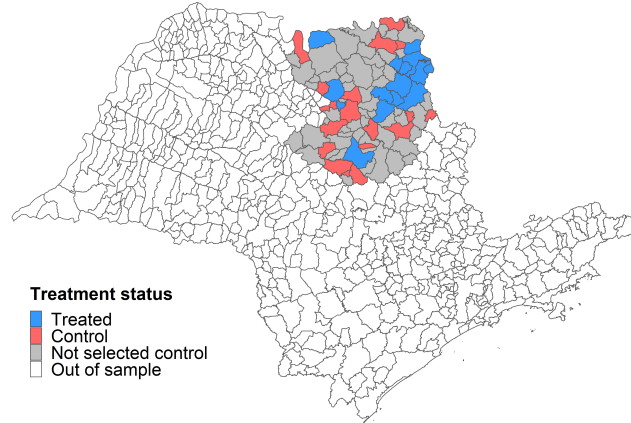 Treatment status
Treated
Control
Not selected control
Out of sample